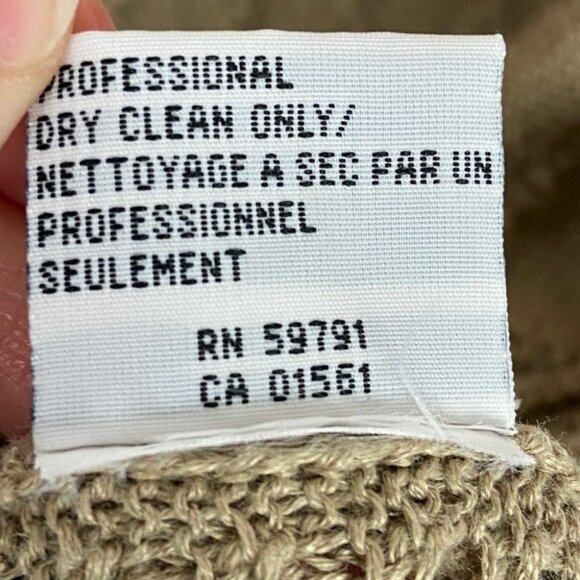 PROFESSIONAL
DRY CLEAN ONLY/
NETTOYAGE A SEC PAR UN
PROFESSIONNEL
SEULEMENT
RN 59791
CA 01561